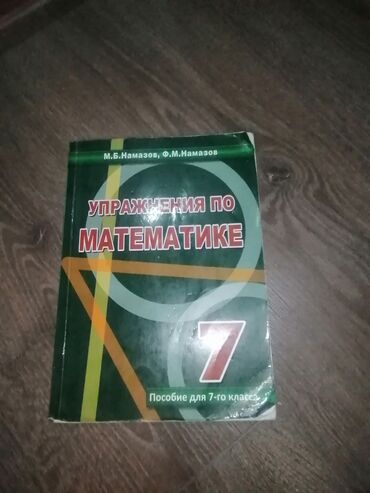 М.Б.Намазов, Ф.М.Намазов
УПРАЖНЕНИЯ ПО
МАТЕМАТИКЕ
7
Пособие для 7-го класса